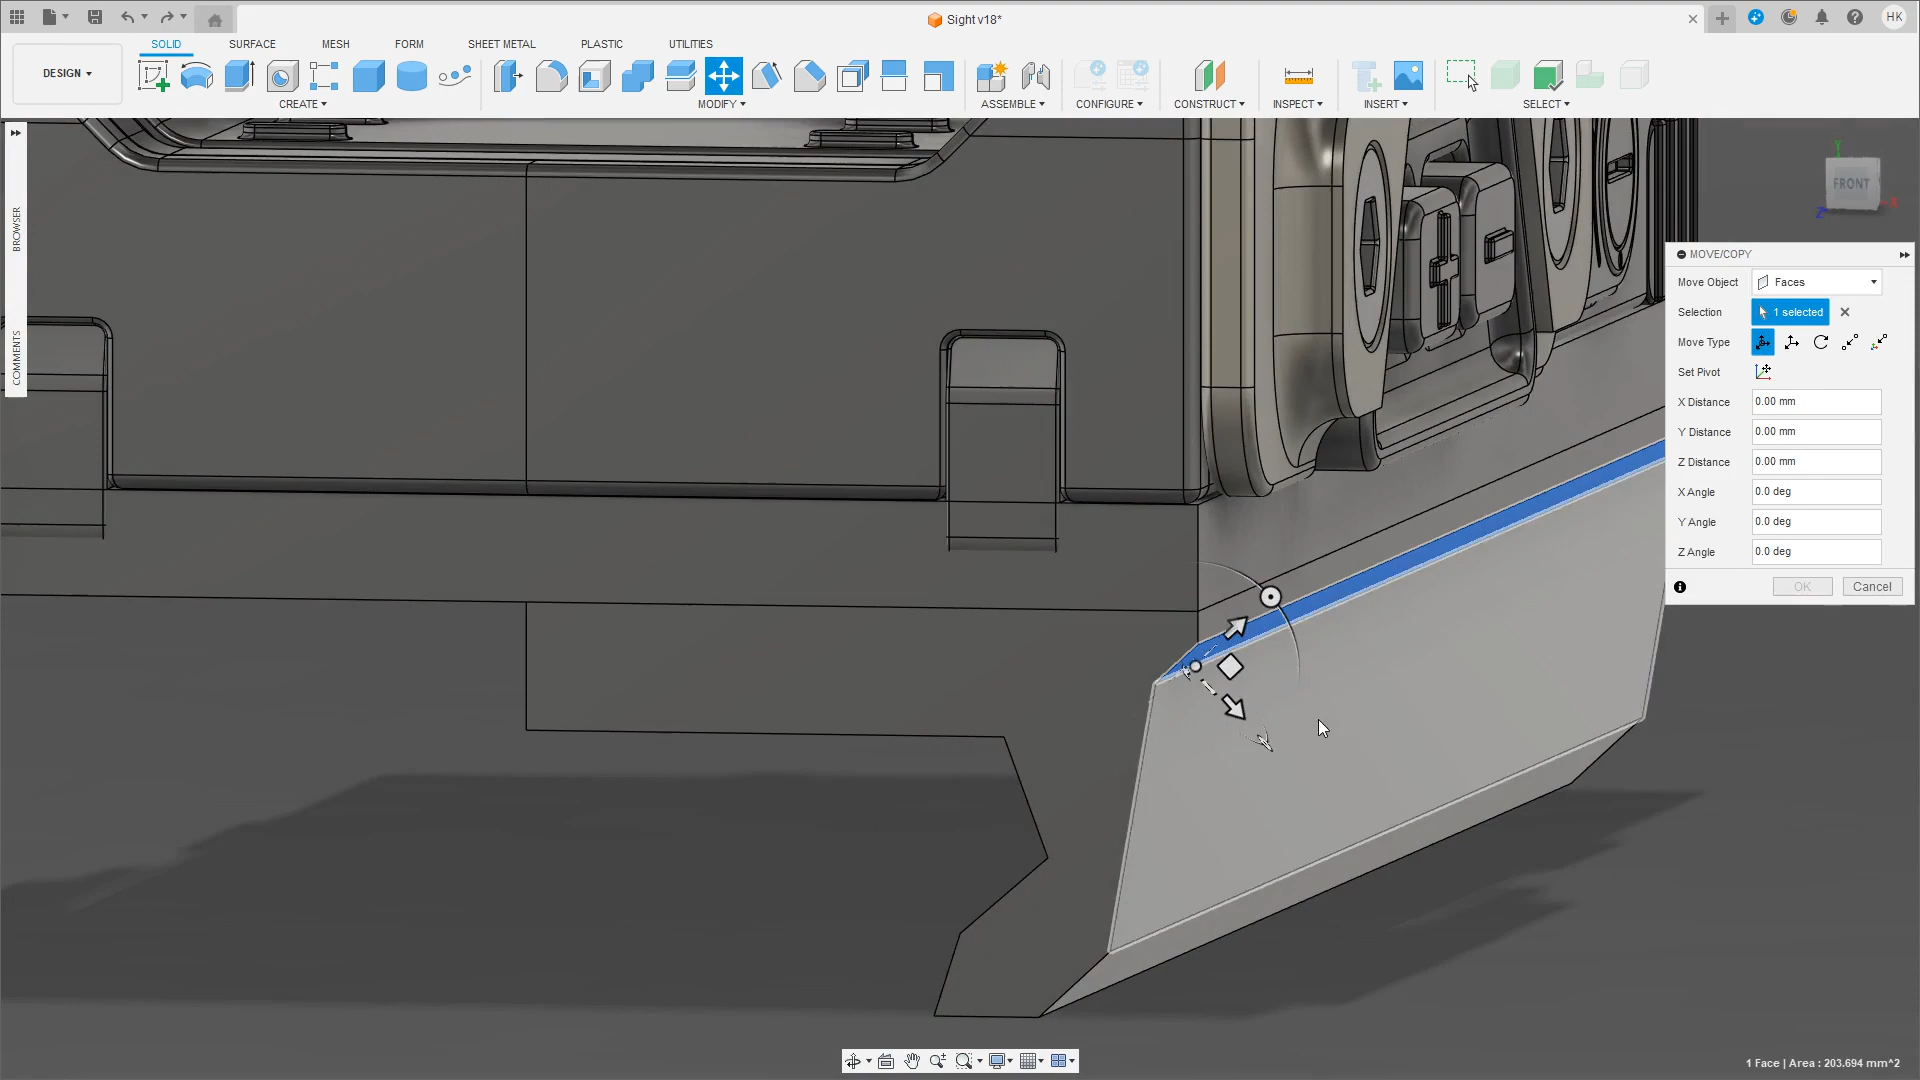 Sight v18*
HK
DESIGN
SOLID
SURFACE
MESH
FORM
SHEET METAL
PLASTIC
UTILITIES
CREATE
MODIFY
ASSEMBLE
CONFIGURE
CONSTRUCT
INSPECT
INSERT
SELECT
BROWSER
COMMENTS
Y
FRONT
Z
X
MOVE/COPY
Move Object
Faces
Selection
1 selected
Move Type
Set Pivot
X Distance
0.00 mm
Y Distance
0.00 mm
Z Distance
0.00 mm
X Angle
0.0 deg
Y Angle
0.0 deg
Z Angle
0.0 deg
OK
Cancel
1 Face | Area : 203.694 mm^2